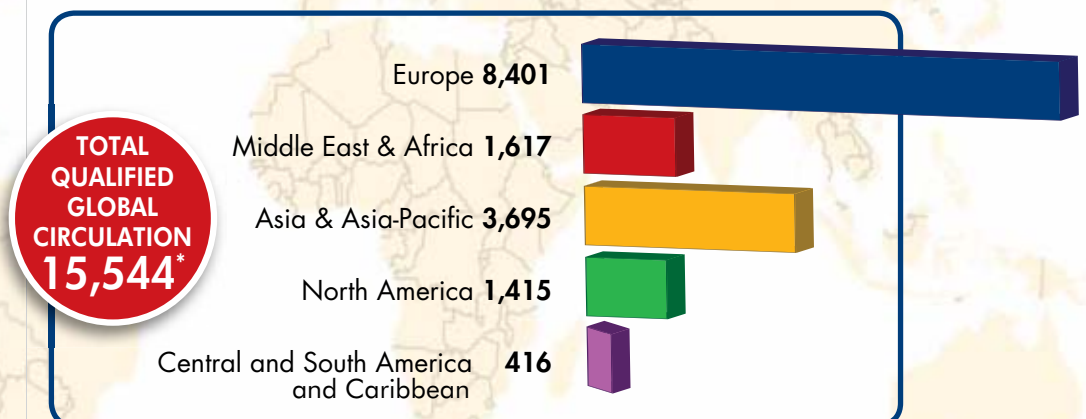 TOTAL
QUALIFIED
GLOBAL
CIRCULATION
15,544*
Europe 8,401
Middle East & Africa 1,617
Asia & Asia-Pacific 3,695
North America 1,415
Central and South America 416
and Caribbean